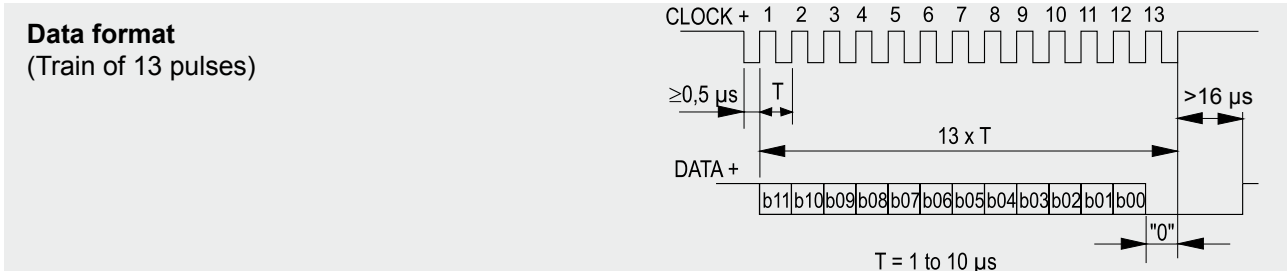 Data format
(Train of 13 pulses)
CLOCK + 1 2 3 4 5 6 7 8 9 10 11 12 13
≥0,5 µs T >16 µs
13 x T
DATA +
b11 b10 b09 b08 b07 b06 b05 b04 b03 b02 b01 b00
"0"
T = 1 to 10 µs